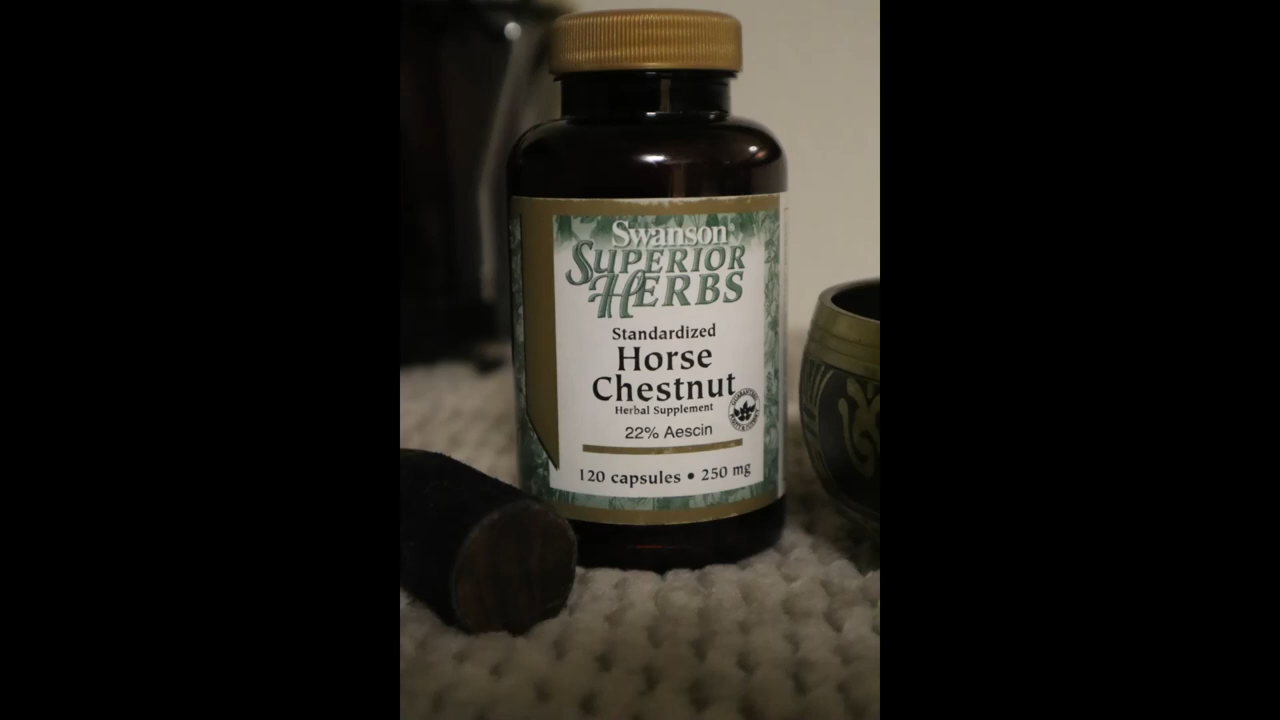 Swanson®
SUPERIOR
HERBS
Standardized
Horse
Chestnut
Herbal Supplement
22% Aescin
120 capsules • 250 mg